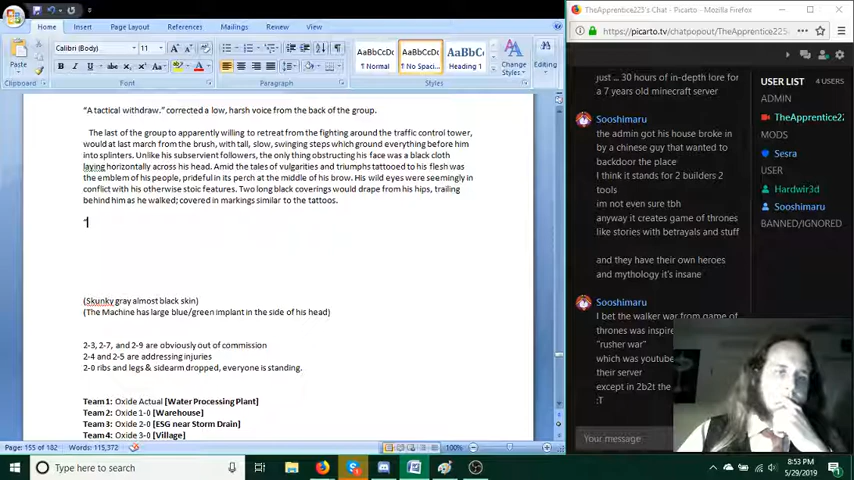 Home
Insert
Page Layout
References
Mailings
Review
View
Paste
Clipboard
Calibri (Body)
11
Font
Paragraph
AaBbCcDc
AaBbCcDc
AaBbC
¶ Normal
¶ No Spaci...
Heading 1
Change
Styles
Styles
Editing
"A tactical withdraw." corrected a low, harsh voice from the back of the group.
The last of the group to apparently willing to retreat from the fighting around the traffic control tower,
would at last march from the brush, with tall, slow, swinging steps which ground everything before him
into splinters. Unlike his subservient followers, the only thing obstructing his face was a black cloth
laying horizontally across his head. Amid the tales of vulgarities and triumphs tattooed to his flesh was
the emblem of his people, prideful in its perch at the middle of his brow. His wild eyes were seemingly in
conflict with his otherwise stoic features. Two long black coverings would drape from his hips, trailing
behind him as he walked; covered in markings similar to the tattoos.
(Skunky gray almost black skin)
(The Machine has large blue/green implant in the side of his head)
2-3, 2-7, and 2-9 are obviously out of commission
2-4 and 2-5 are addressing injuries
2-0 ribs and legs & sidearm dropped, everyone is standing.
Team 1: Oxide Actual [Water Processing Plant]
Team 2: Oxide 1-0 [Warehouse]
Team 3: Oxide 2-0 [ESG near Storm Drain]
Team 4: Oxide 3-0 [Village]
Page: 155 of 182
Words: 115,372
100%
Type here to search
8:53 PM
5/29/2019
TheApprentice225's Chat - Picarto - Mozilla Firefox
https://picarto.tv/chatpopout/TheApprentice225
just ... 30 hours of in-depth lore for
a 7 years old minecraft server
Sooshimaru
the admin got his house broken in
by a chinese guy that wanted to
backdoor the place
I think it stands for 2 builders 2
tools
im not even sure tbh
anyway it creates game of thrones
like stories with betrayals and stuff
and they have their own heroes
and mythology it's insane
Sooshimaru
I bet the walker war from game of
thrones was inspire
"rusher war"
which was youtube
their server
except in 2b2t the
:T
Your message
USER LIST
4 USERS
ADMIN
TheApprentice2
MODS
Sesra
USER
Hardwir3d
Sooshimaru
BANNED/IGNORED